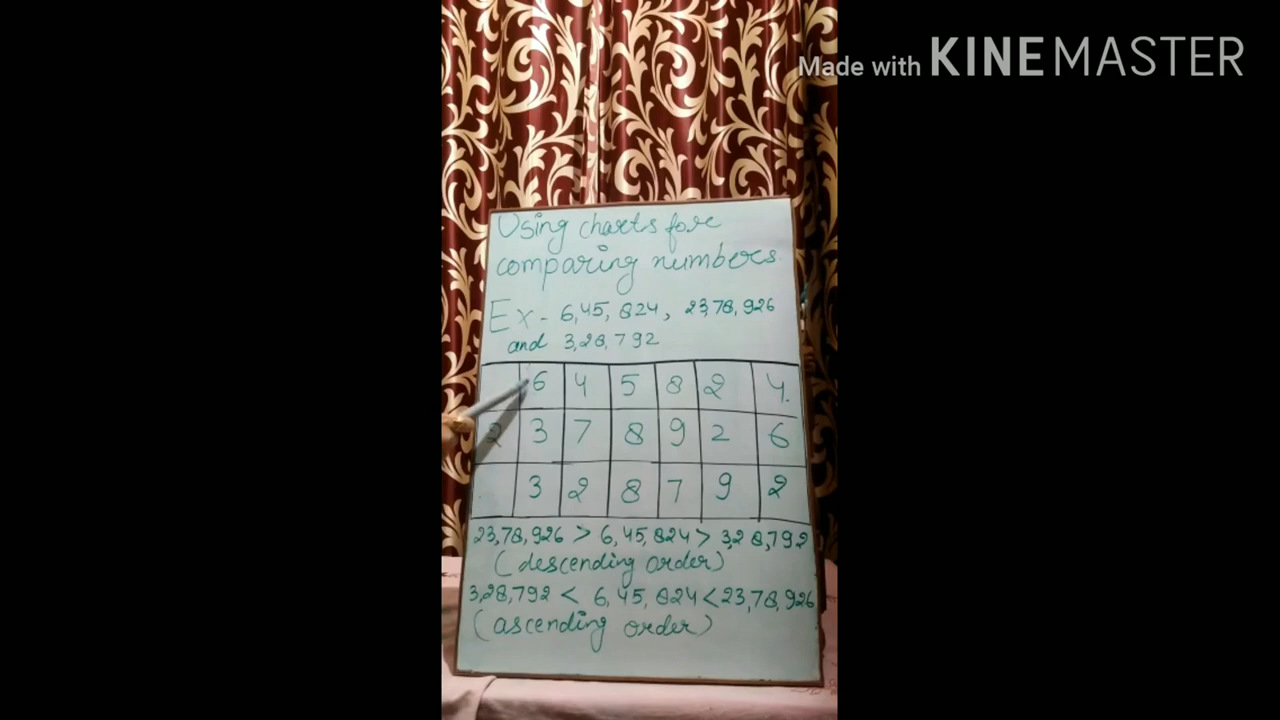 Made with KINEMASTER
Using charts for
comparing numbers.
Ex - 6,45,824, 23,78,926
and 3,28,792
6 4 5 8 2 4
2 3 7 8 9 2 6
3 2 8 7 9 2
23,78,926 > 6,45,824 > 3,28,792
(descending order)
3,28,792 < 6,45,824 < 23,78,926
(ascending order)